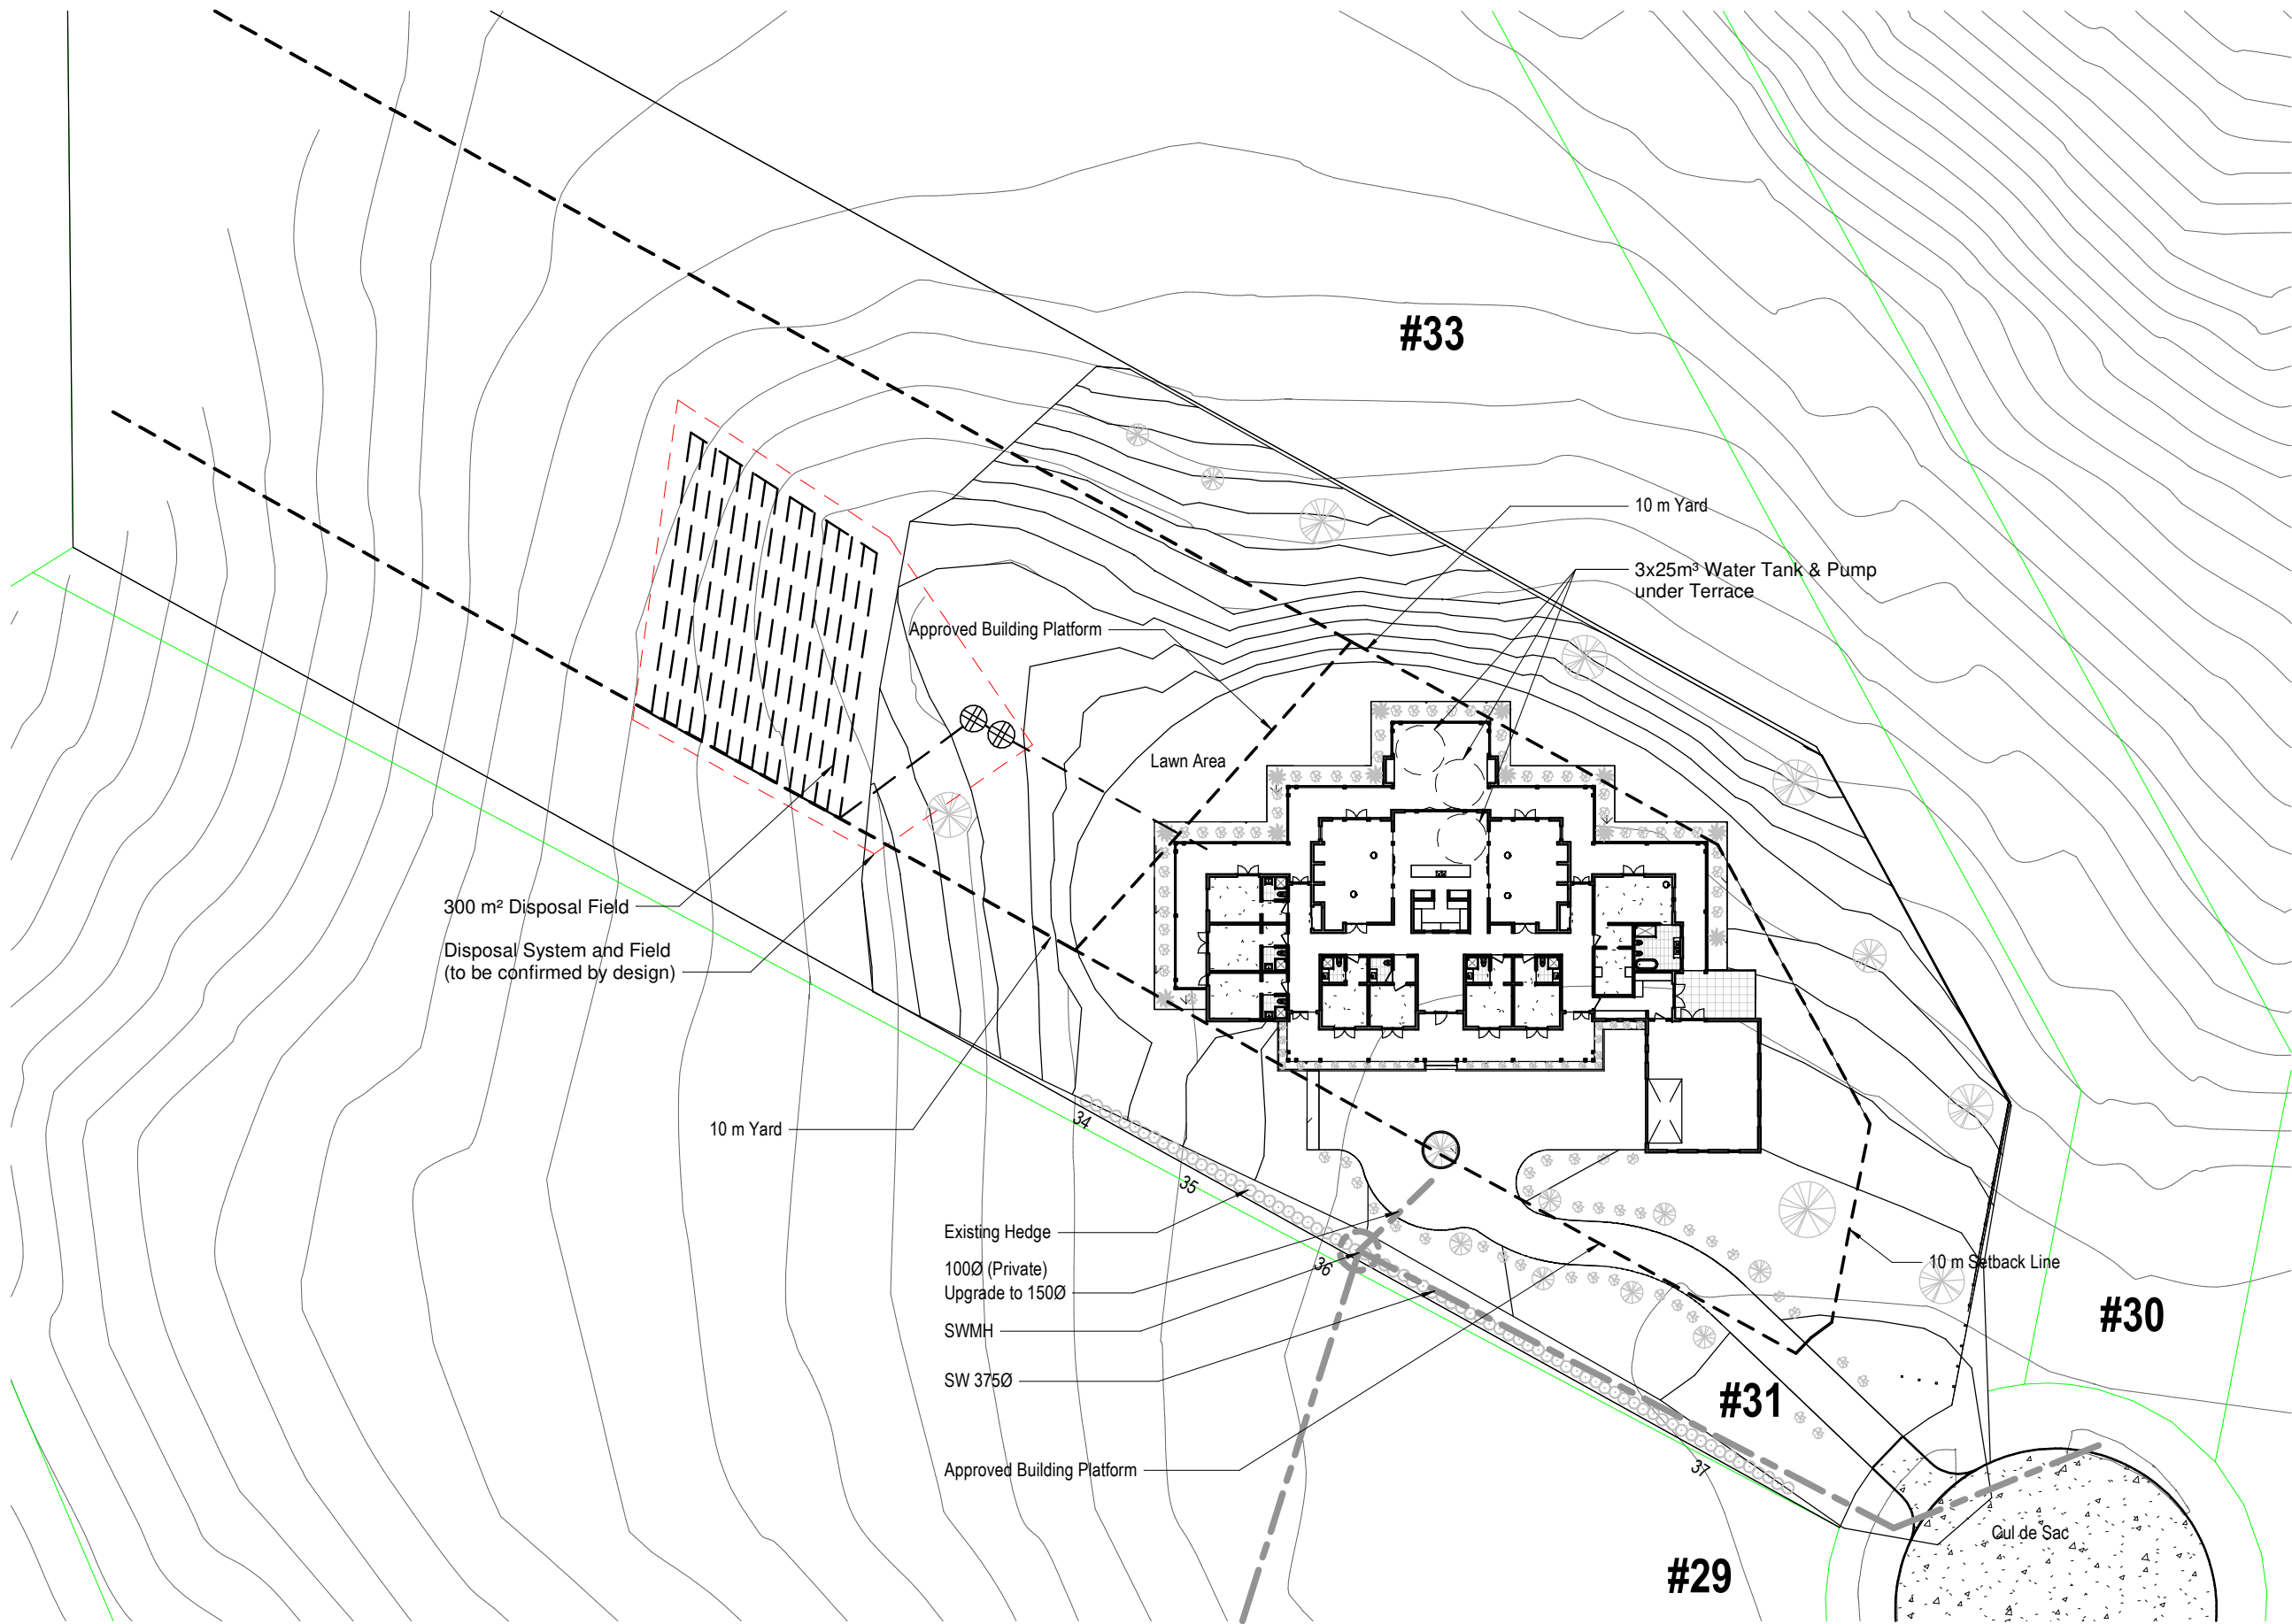 #33
10 m Yard
3x25m³ Water Tank & Pump
under Terrace
Approved Building Platform
Lawn Area
300 m² Disposal Field
Disposal System and Field
(to be confirmed by design)
10 m Yard
34
35
Existing Hedge
36
100Ø (Private)
Upgrade to 150Ø
10 m Setback Line
SWMH
#30
SW 375Ø
#31
Approved Building Platform
37
Cul de Sac
#29